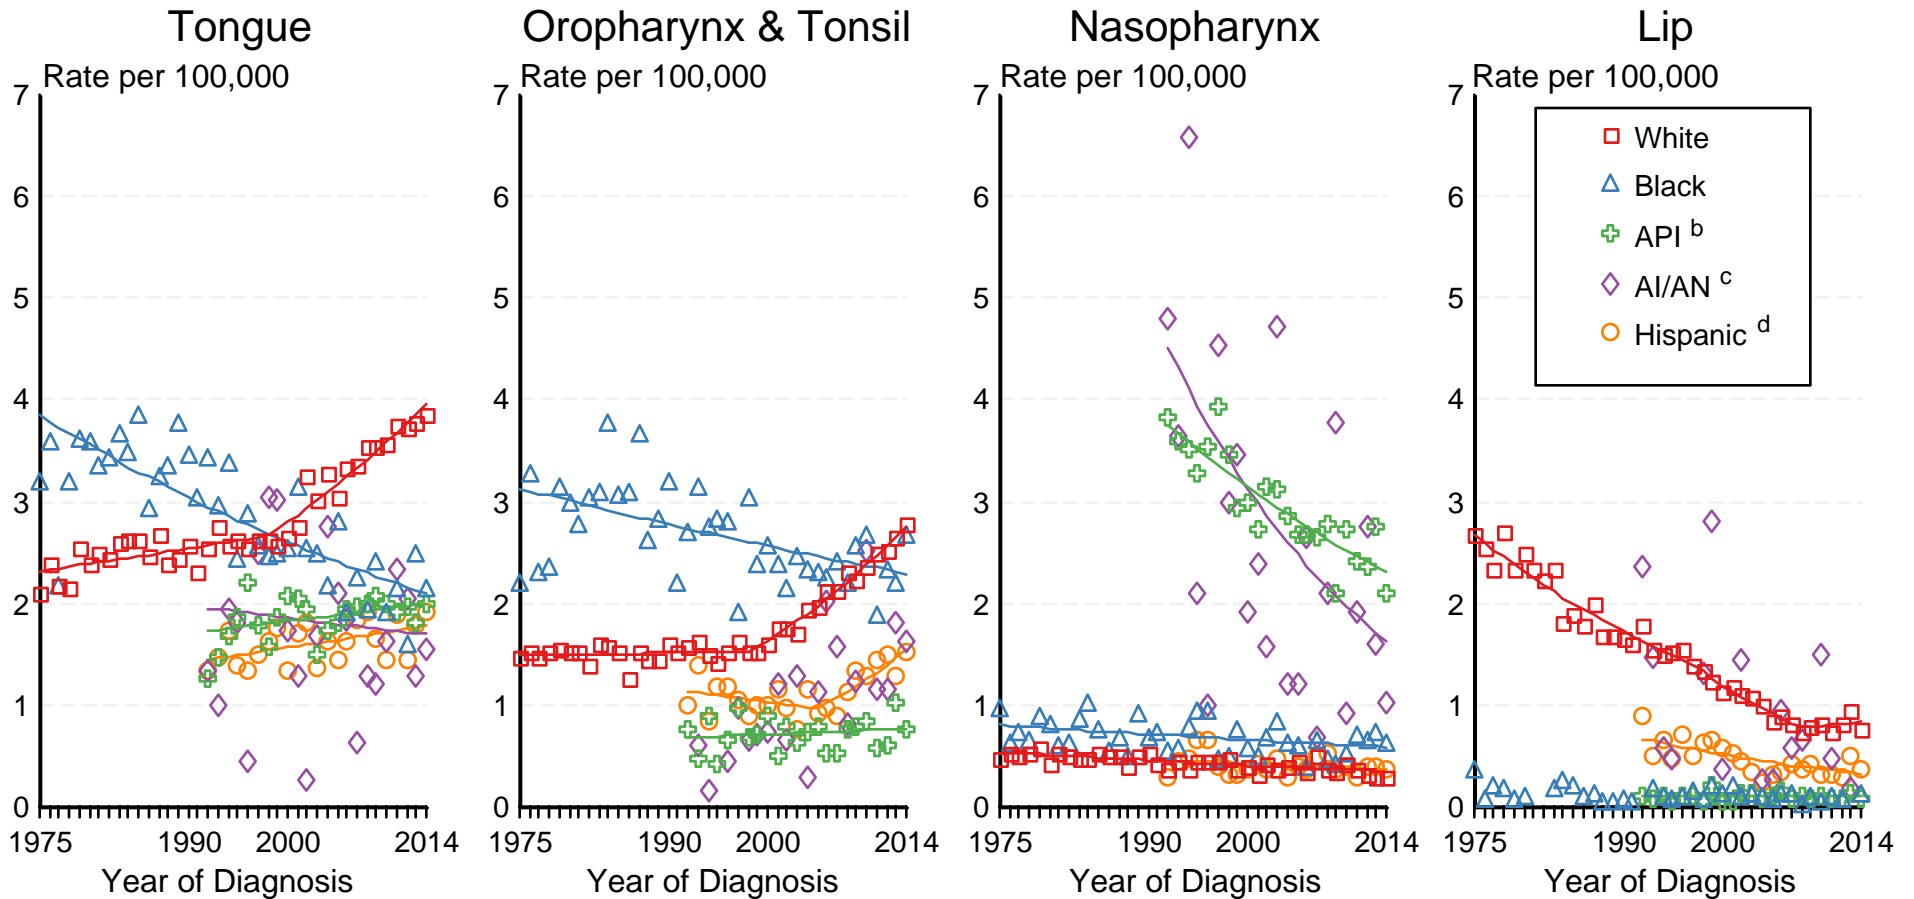 Tongue
Oropharynx & Tonsil
Nasopharynx
Lip
Rate per 100,000
Rate per 100,000
Rate per 100,000
Rate per 100,000
7
6
5
4
3
2
1
0
7
6
5
4
3
2
1
0
7
6
5
4
3
2
1
0
7
6
5
4
3
2
1
0
White
Black
API b
AI/AN c
Hispanic d
1975 1990 2000 2014
1975 1990 2000 2014
1975 1990 2000 2014
1975 1990 2000 2014
Year of Diagnosis
Year of Diagnosis
Year of Diagnosis
Year of Diagnosis